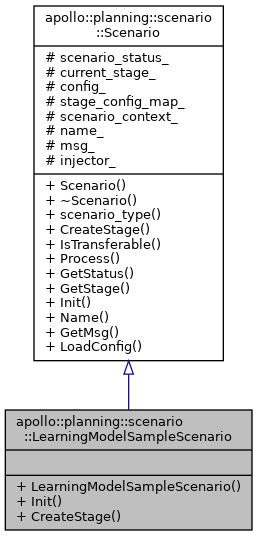 apollo::planning::scenario
::Scenario
# scenario_status_
# current_stage_
# config_
# stage_config_map_
# scenario_context_
# name_
# msg_
# injector_
+ Scenario()
+ ~Scenario()
+ scenario_type()
+ CreateStage()
+ IsTransferable()
+ Process()
+ GetStatus()
+ GetStage()
+ Init()
+ Name()
+ GetMsg()
+ LoadConfig()
apollo::planning::scenario
::LearningModelSampleScenario
+ LearningModelSampleScenario()
+ Init()
+ CreateStage()